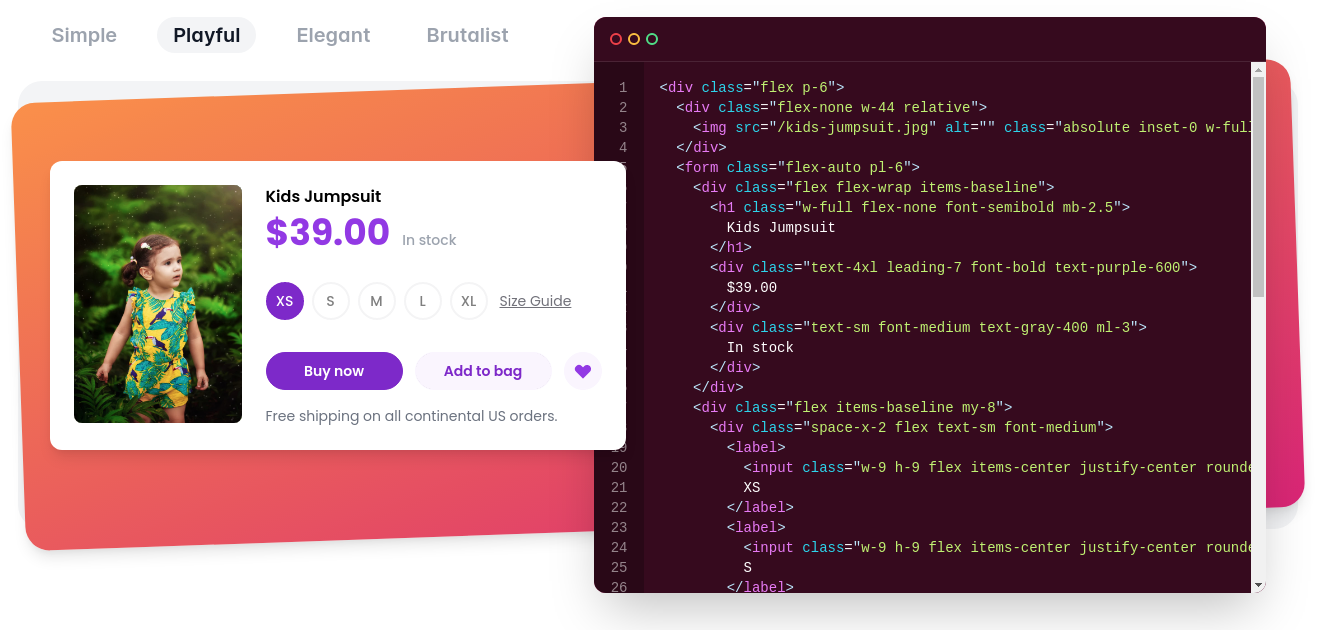 Simple Playful Elegant Brutalist
Kids Jumpsuit
$39.00 In stock
XS S M L XL Size Guide
Buy now Add to bag
Free shipping on all continental US orders.
1 <div class="flex p-6">
2 <div class="flex-none w-44 relative">
3 <img src="/kids-jumpsuit.jpg" alt="" class="absolute inset-0 w-full
4 </div>
<form class="flex-auto pl-6">
<div class="flex flex-wrap items-baseline">
<h1 class="w-full flex-none font-semibold mb-2.5">
Kids Jumpsuit
</h1>
<div class="text-4xl leading-7 font-bold text-purple-600">
$39.00
</div>
<div class="text-sm font-medium text-gray-400 ml-3">
In stock
</div>
</div>
<div class="flex items-baseline my-8">
<div class="space-x-2 flex text-sm font-medium">
19 <label>
20 <input class="w-9 h-9 flex items-center justify-center
21 XS
22 </label>
23 <label>
24 <input class="w-9 h-9 flex items-center justify-center
25 S
26 </label>